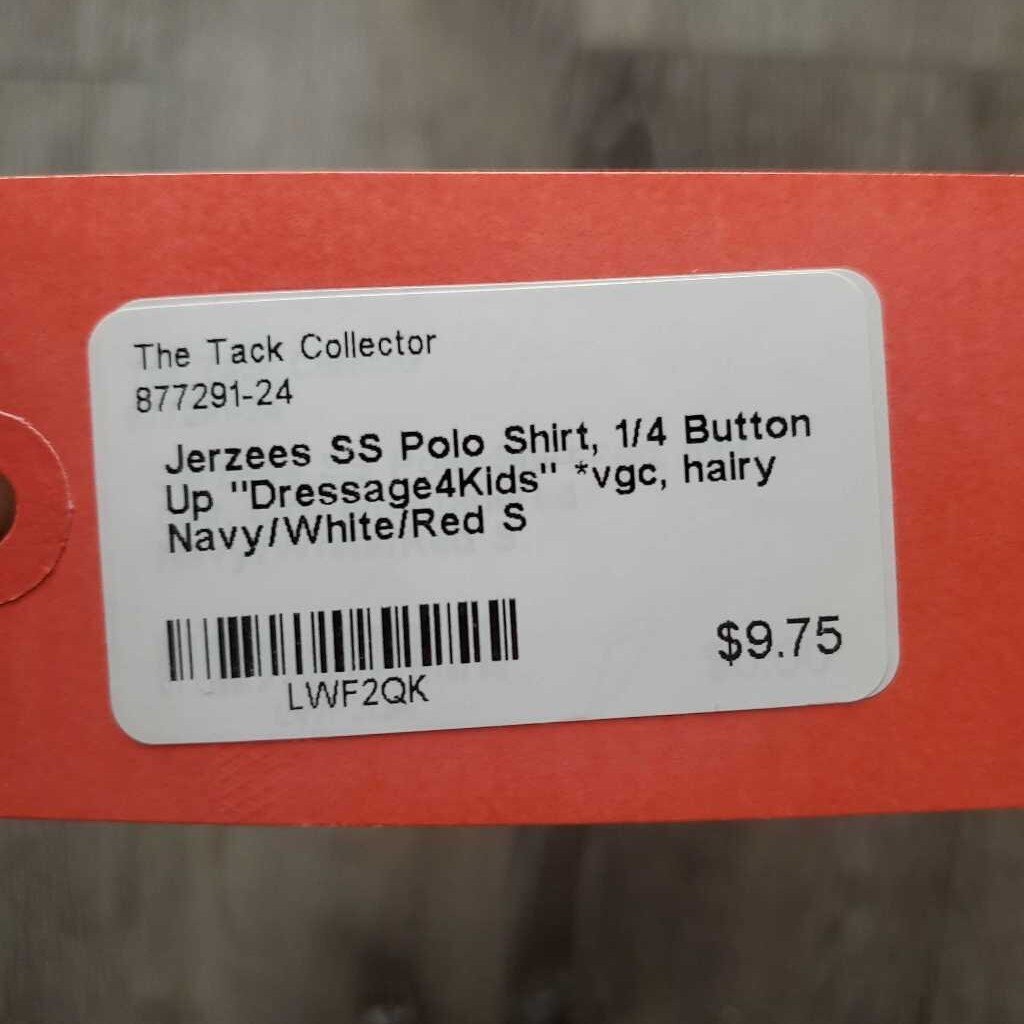 The Tack Collector
877291-24
Jerzees SS Polo Shirt, 1/4 Button
Up "Dressage4Kids" *vgc, hairy
Navy/White/Red S
LWF2QK
$9.75